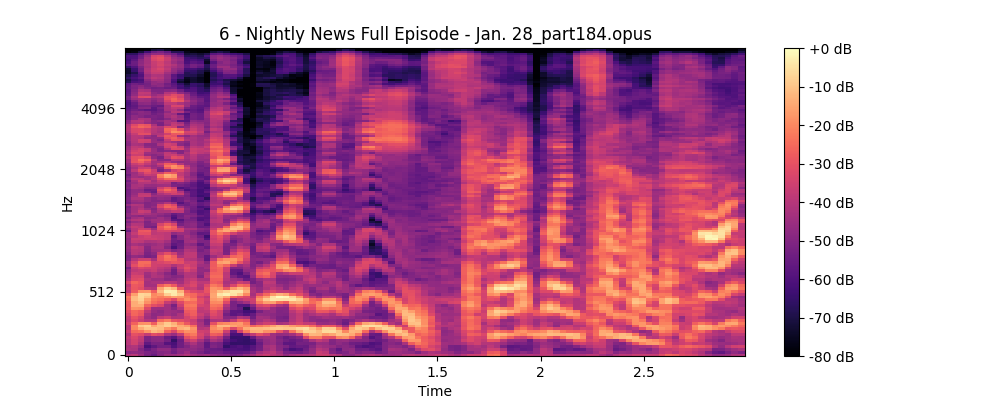 6 - Nightly News Full Episode - Jan. 28_part184.opus
+0 dB
-10 dB
-20 dB
-30 dB
-40 dB
-50 dB
-60 dB
-70 dB
-80 dB
Hz
4096
2048
1024
512
0
0 0.5 1 1.5 2 2.5
Time